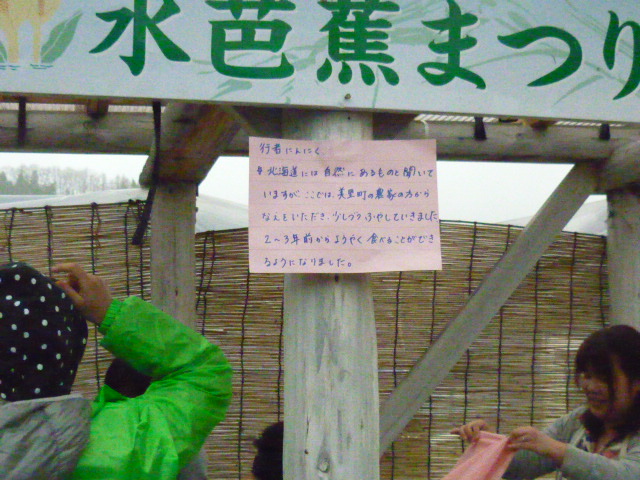 水芭蕉まつり
行者にんにく
北海道には自然にあるものと聞いて
いますが、ここでは、美里町の農家の方から
なえをいただき、少しづつふやしていきました
2〜3年前からようやく食べることができ
るようになりました。